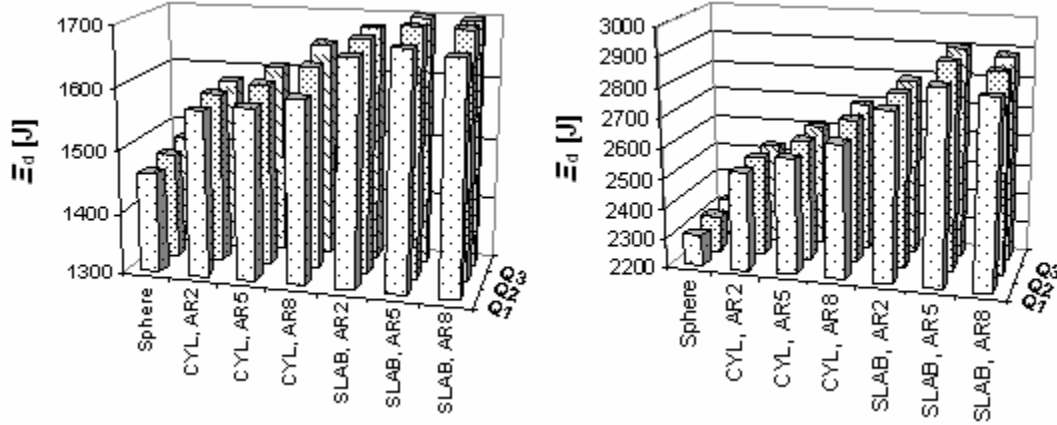 1700
1600
1500
1400
1300
Ξd [J]
Sphere
CYL, AR2
CYL, AR5
CYL, AR8
SLAB, AR2
SLAB, AR5
SLAB, AR8
Q1
Q2
Q3
3000
2900
2800
2700
2600
2500
2400
2300
2200
Ξd [J]
Sphere
CYL, AR2
CYL, AR5
CYL, AR8
SLAB, AR2
SLAB, AR5
SLAB, AR8
Q1
Q2
Q3